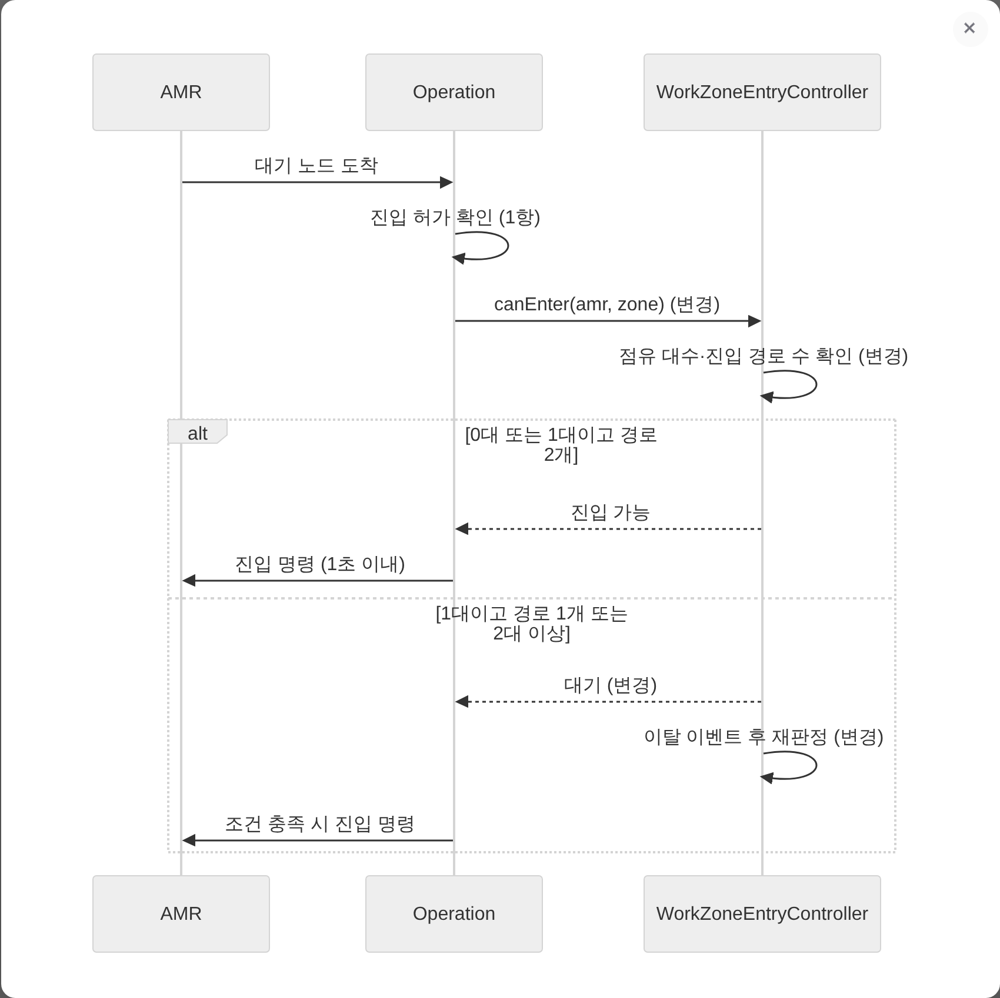 ×
AMR
Operation
WorkZoneEntryController
대기 노드 도착
진입 허가 확인 (1항)
canEnter(amr, zone) (변경)
점유 대수·진입 경로 수 확인 (변경)
alt
[0대 또는 1대이고 경로
2개]
진입 가능
진입 명령 (1초 이내)
[1대이고 경로 1개 또는
2대 이상]
대기 (변경)
이탈 이벤트 후 재판정 (변경)
조건 충족 시 진입 명령
AMR
Operation
WorkZoneEntryController